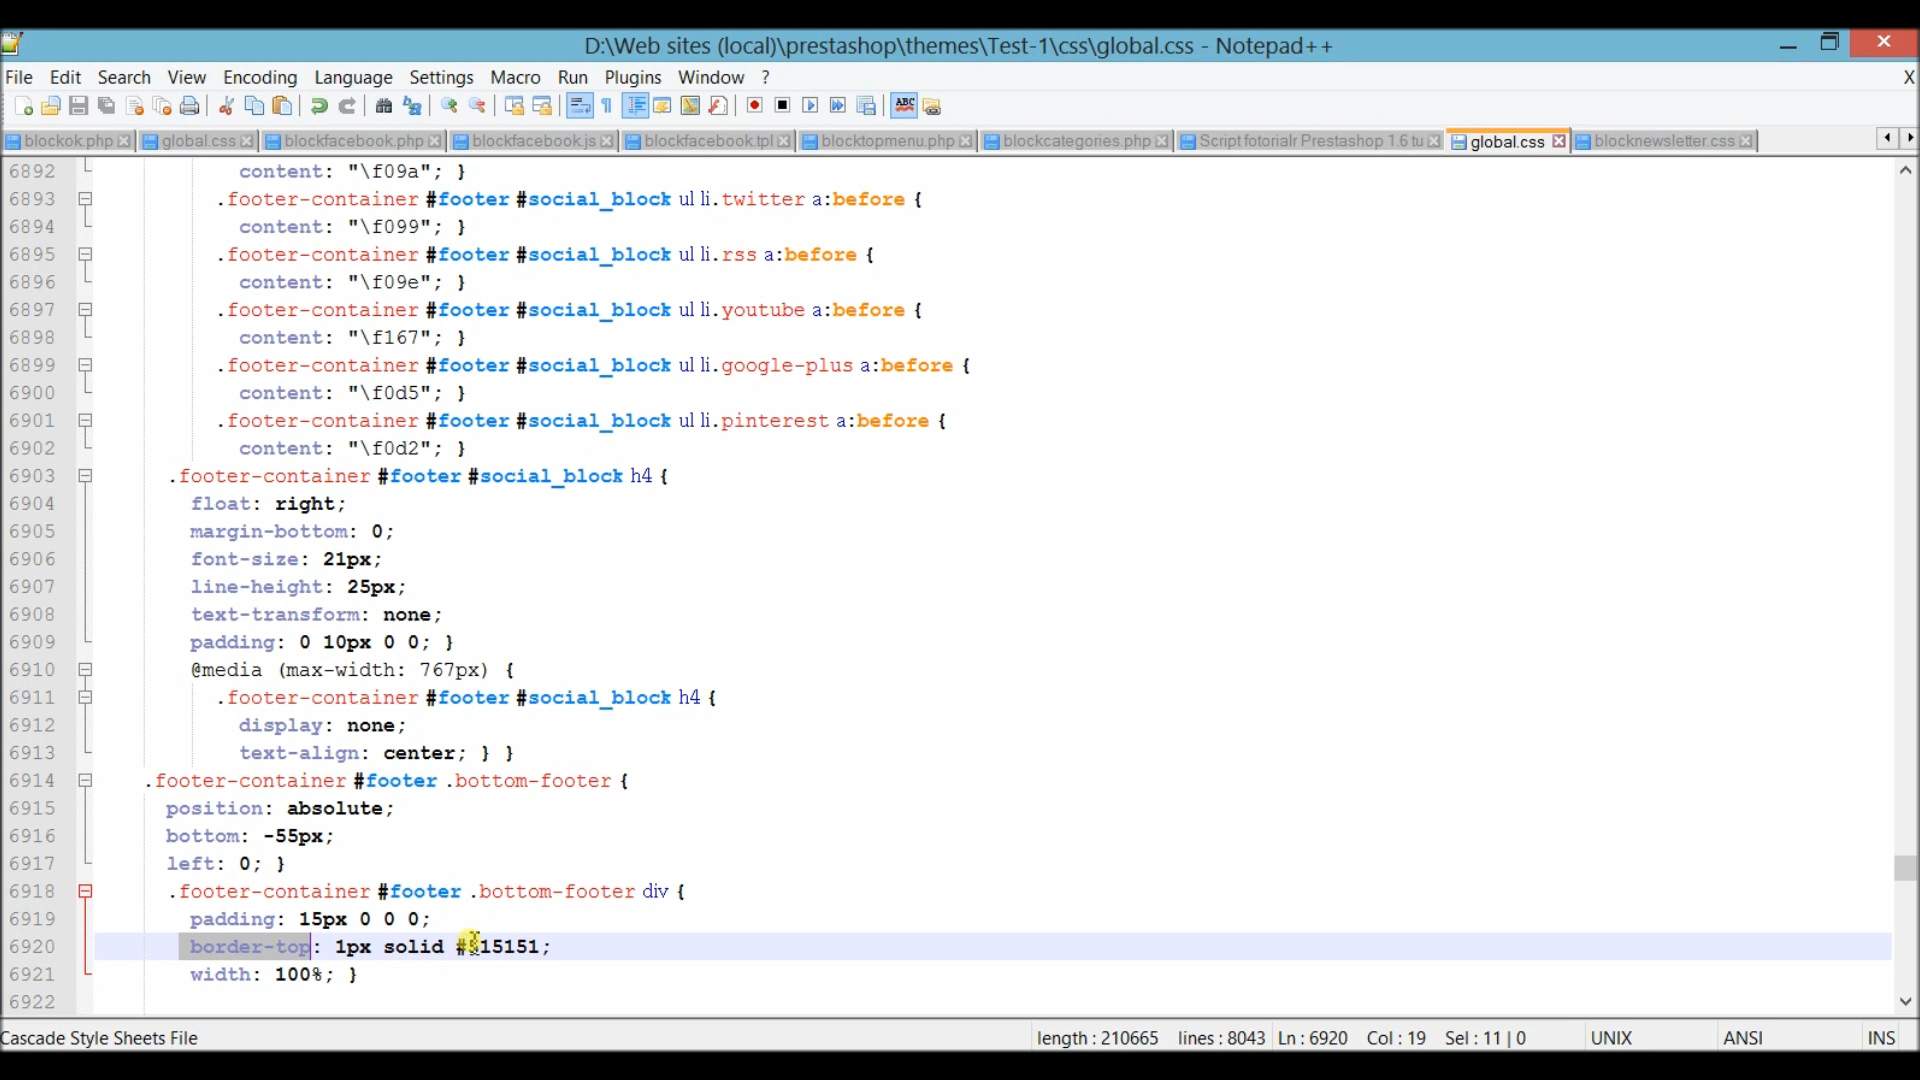 D:\Web sites (local)\prestashop\themes\Test-1\css\global.css - Notepad++
File Edit Search View Encoding Language Settings Macro Run Plugins Window ? X
blockok.php global.css blockfacebook.php blockfacebook.js blockfacebook.tpl blocktopmenu.php blockcategories.php Script fotorialr Prestashop 1.6 tu global.css blocknewsletter.css
6892 content: "\f09a"; }
6893 .footer-container #footer #social_block ul li.twitter a:before {
6894 content: "\f099"; }
6895 .footer-container #footer #social_block ul li.rss a:before {
6896 content: "\f09e"; }
6897 .footer-container #footer #social_block ul li.youtube a:before {
6898 content: "\f167"; }
6899 .footer-container #footer #social_block ul li.google-plus a:before {
6900 content: "\f0d5"; }
6901 .footer-container #footer #social_block ul li.pinterest a:before {
6902 content: "\f0d2"; }
6903 .footer-container #footer #social_block h4 {
6904 float: right;
6905 margin-bottom: 0;
6906 font-size: 21px;
6907 line-height: 25px;
6908 text-transform: none;
6909 padding: 0 10px 0 0; }
6910 @media (max-width: 767px) {
6911 .footer-container #footer #social_block h4 {
6912 display: none;
6913 text-align: center; } }
6914 .footer-container #footer .bottom-footer {
6915 position: absolute;
6916 bottom: -55px;
6917 left: 0; }
6918 .footer-container #footer .bottom-footer div {
6919 padding: 15px 0 0 0;
6920 border-top: 1px solid #515151;
6921 width: 100%; }
6922
Cascade Style Sheets File length : 210665 lines : 8043 Ln : 6920 Col : 19 Sel : 11 | 0 UNIX ANSI INS